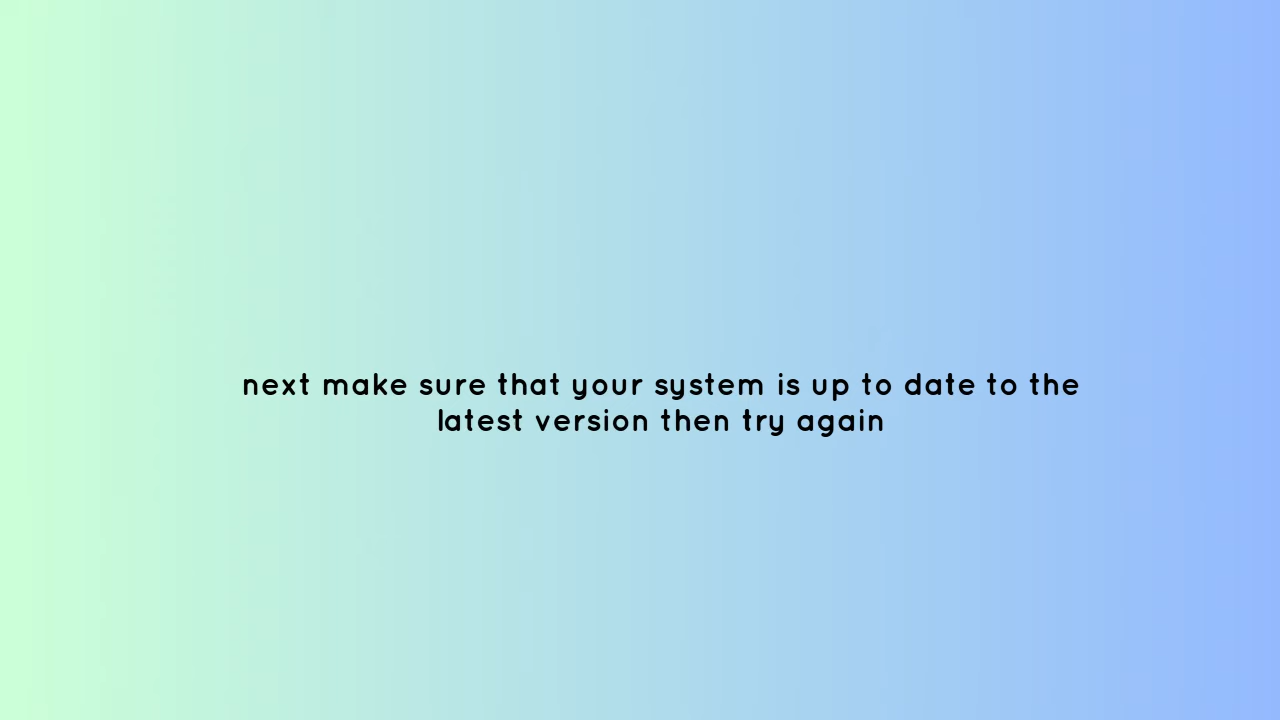 next make sure that your system is up to date to the
latest version then try again